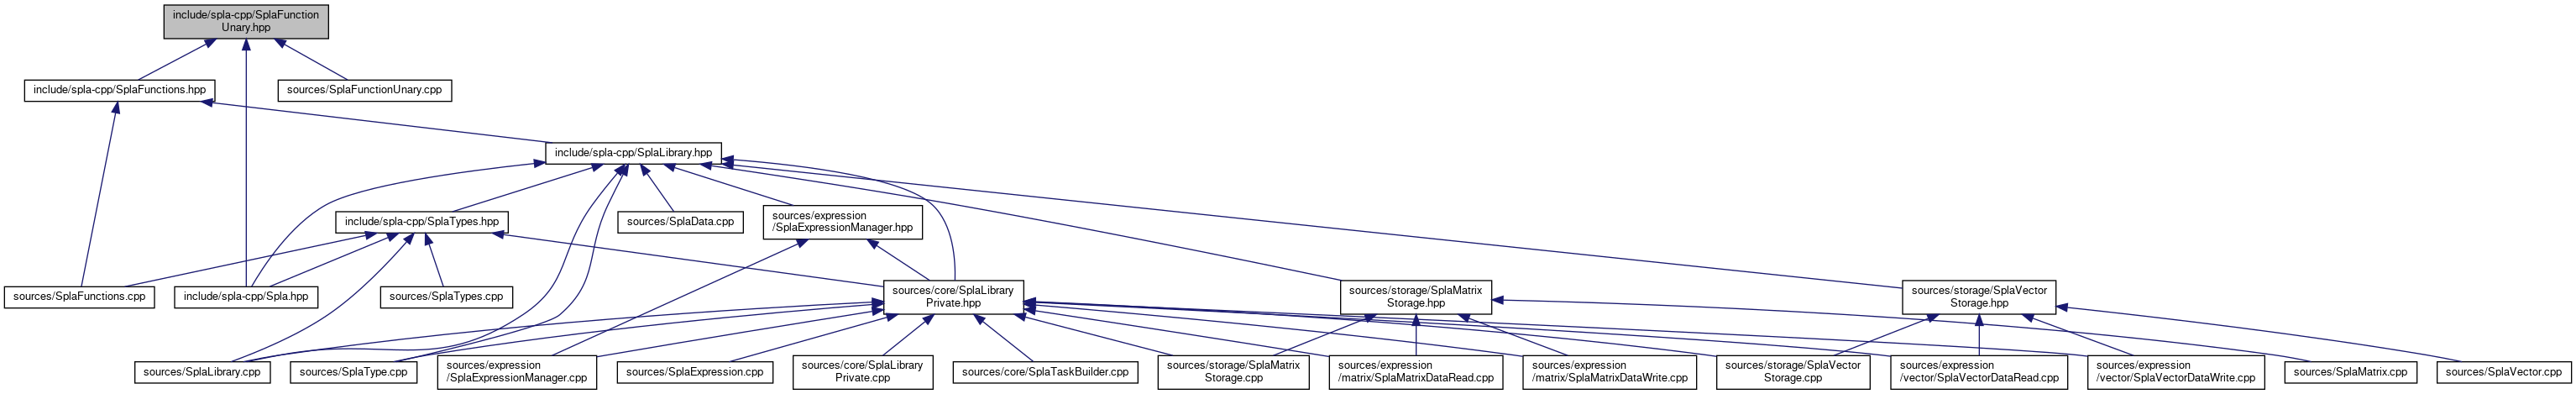 include/spla-cpp/SplaFunction
Unary.hpp
include/spla-cpp/SplaFunctions.hpp
sources/SplaFunctionUnary.cpp
include/spla-cpp/SplaLibrary.hpp
include/spla-cpp/SplaTypes.hpp
sources/SplaData.cpp
sources/expression
/SplaExpressionManager.hpp
sources/SplaFunctions.cpp
include/spla-cpp/Spla.hpp
sources/SplaTypes.cpp
sources/core/SplaLibrary
Private.hpp
sources/storage/SplaMatrix
Storage.hpp
sources/storage/SplaVector
Storage.hpp
sources/SplaLibrary.cpp
sources/SplaType.cpp
sources/expression
/SplaExpressionManager.cpp
sources/SplaExpression.cpp
sources/core/SplaLibrary
Private.cpp
sources/core/SplaTaskBuilder.cpp
sources/storage/SplaMatrix
Storage.cpp
sources/expression
/matrix/SplaMatrixDataRead.cpp
sources/expression
/matrix/SplaMatrixDataWrite.cpp
sources/storage/SplaVector
Storage.cpp
sources/expression
/vector/SplaVectorDataRead.cpp
sources/expression
/vector/SplaVectorDataWrite.cpp
sources/SplaMatrix.cpp
sources/SplaVector.cpp